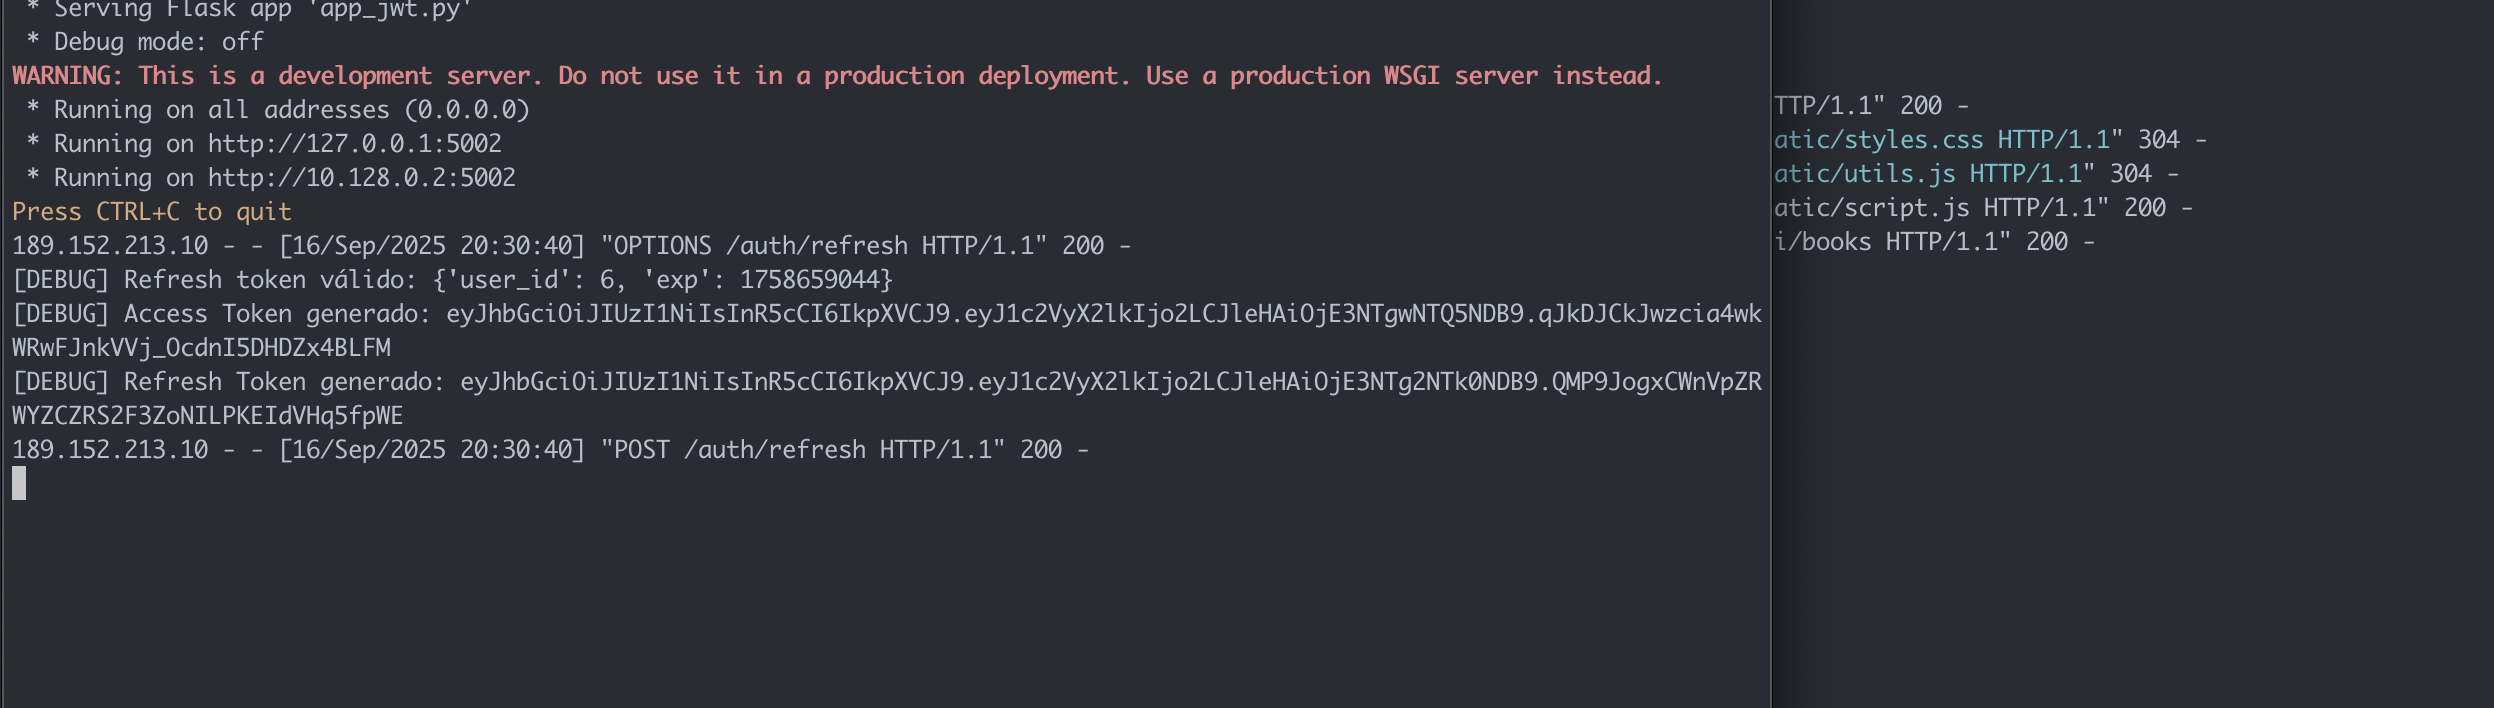 * Serving Flask app 'app_jwt.py'
* Debug mode: off
WARNING: This is a development server. Do not use it in a production deployment. Use a production WSGI server instead.
* Running on all addresses (0.0.0.0)
* Running on http://127.0.0.1:5002
* Running on http://10.128.0.2:5002
Press CTRL+C to quit
189.152.213.10 - - [16/Sep/2025 20:30:40] "OPTIONS /auth/refresh HTTP/1.1" 200 -
[DEBUG] Refresh token válido: {'user_id': 6, 'exp': 1758659044}
[DEBUG] Access Token generado: eyJhbGciOiJIUzI1NiIsInR5cCI6IkpXVCJ9.eyJ1c2VyX2lkIjo2LCJleHAiOjE3NTgwNTQ5NDB9.qJkDJCkJwzcia4wk
WRwFJnkVVj_OcdnI5DHDZx4BLFM
[DEBUG] Refresh Token generado: eyJhbGciOiJIUzI1NiIsInR5cCI6IkpXVCJ9.eyJ1c2VyX2lkIjo2LCJleHAiOjE3NTg2NTk0NDB9.QMP9JogxCWnVpZR
WYZCZRS2F3ZoNILPKEIdVHq5fpWE
189.152.213.10 - - [16/Sep/2025 20:30:40] "POST /auth/refresh HTTP/1.1" 200 -
TTP/1.1" 200 -
atic/styles.css HTTP/1.1" 304 -
atic/utils.js HTTP/1.1" 304 -
atic/script.js HTTP/1.1" 200 -
i/books HTTP/1.1" 200 -